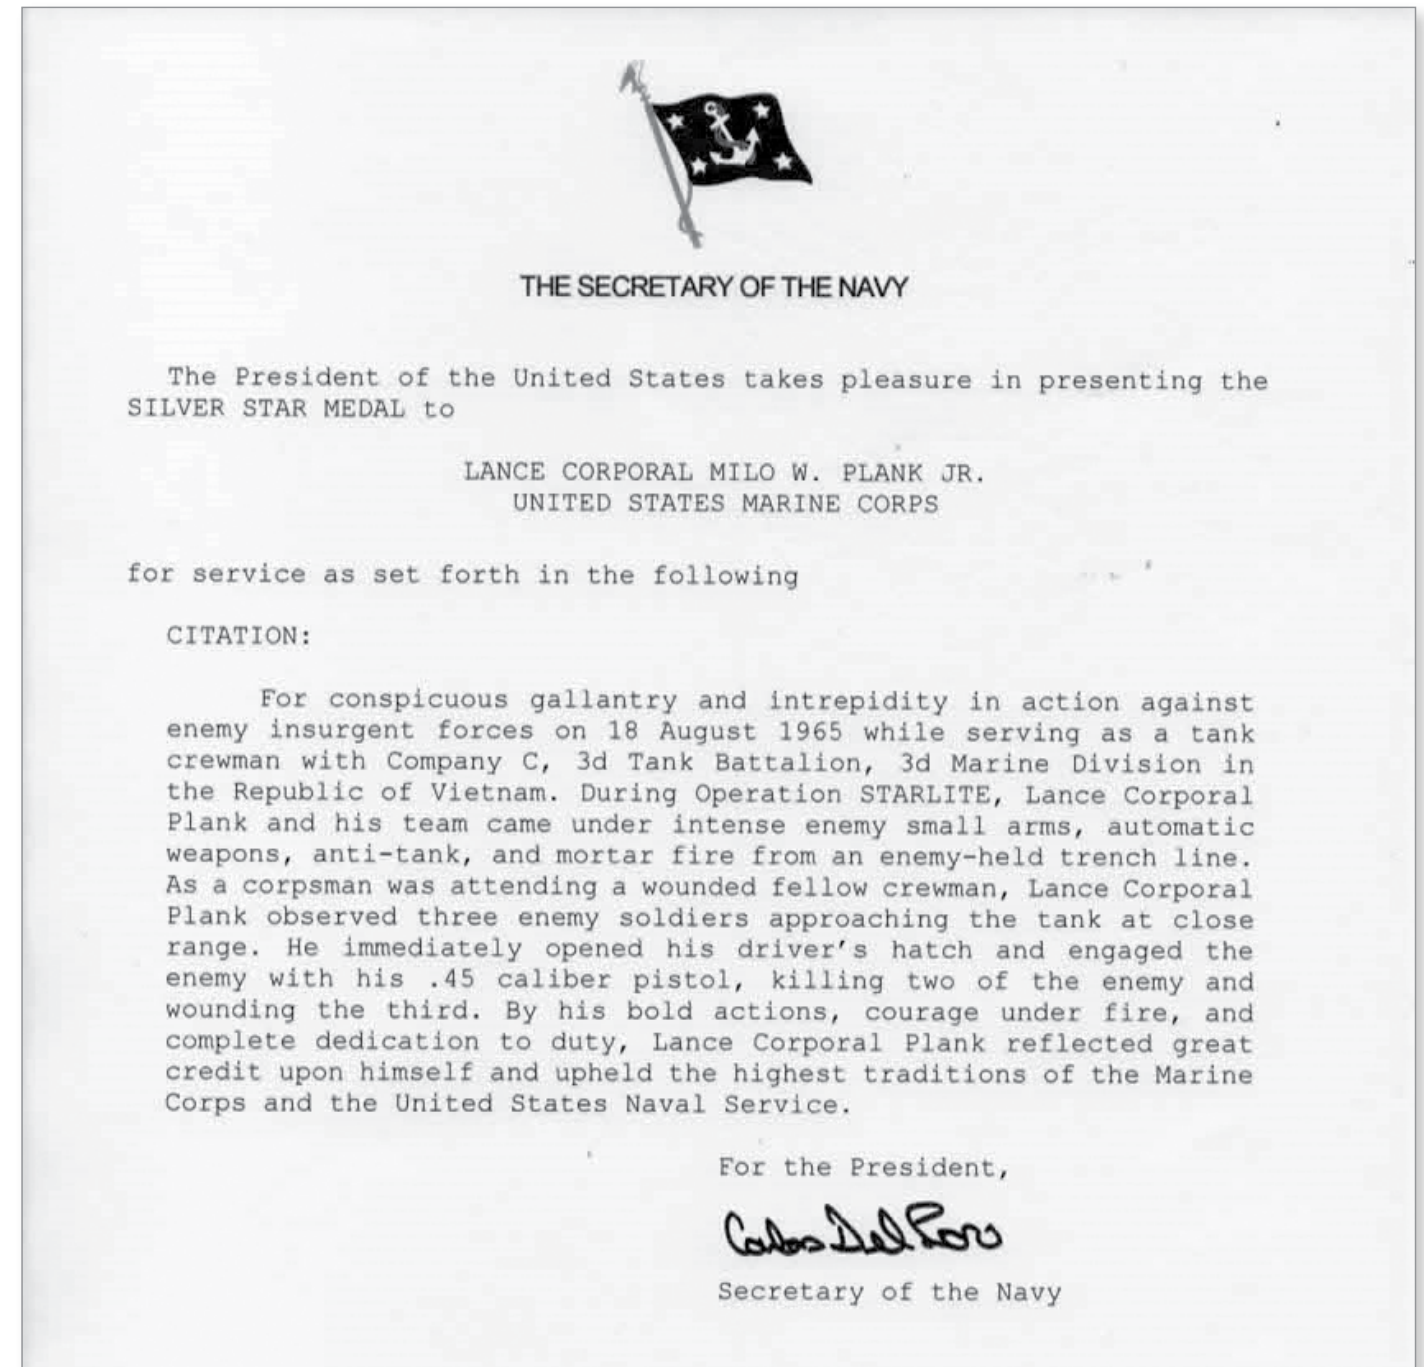 THE SECRETARY OF THE NAVY
The President of the United States takes pleasure in presenting the
SILVER STAR MEDAL to
LANCE CORPORAL MILO W. PLANK JR.
UNITED STATES MARINE CORPS
for service as set forth in the following
CITATION:
For conspicuous gallantry and intrepidity in action against
enemy insurgent forces on 18 August 1965 while serving as a tank
crewman with Company C, 3d Tank Battalion, 3d Marine Division in
the Republic of Vietnam. During Operation STARLITE, Lance Corporal
Plank and his team came under intense enemy small arms, automatic
weapons, anti-tank, and mortar fire from an enemy-held trench line.
As a corpsman was attending a wounded fellow crewman, Lance Corporal
Plank observed three enemy soldiers approaching the tank at close
range. He immediately opened his driver's hatch and engaged the
enemy with his .45 caliber pistol, killing two of the enemy and
wounding the third. By his bold actions, courage under fire, and
complete dedication to duty, Lance Corporal Plank reflected great
credit upon himself and upheld the highest traditions of the Marine
Corps and the United States Naval Service.
For the President,
Carlos Del Toro
Secretary of the Navy